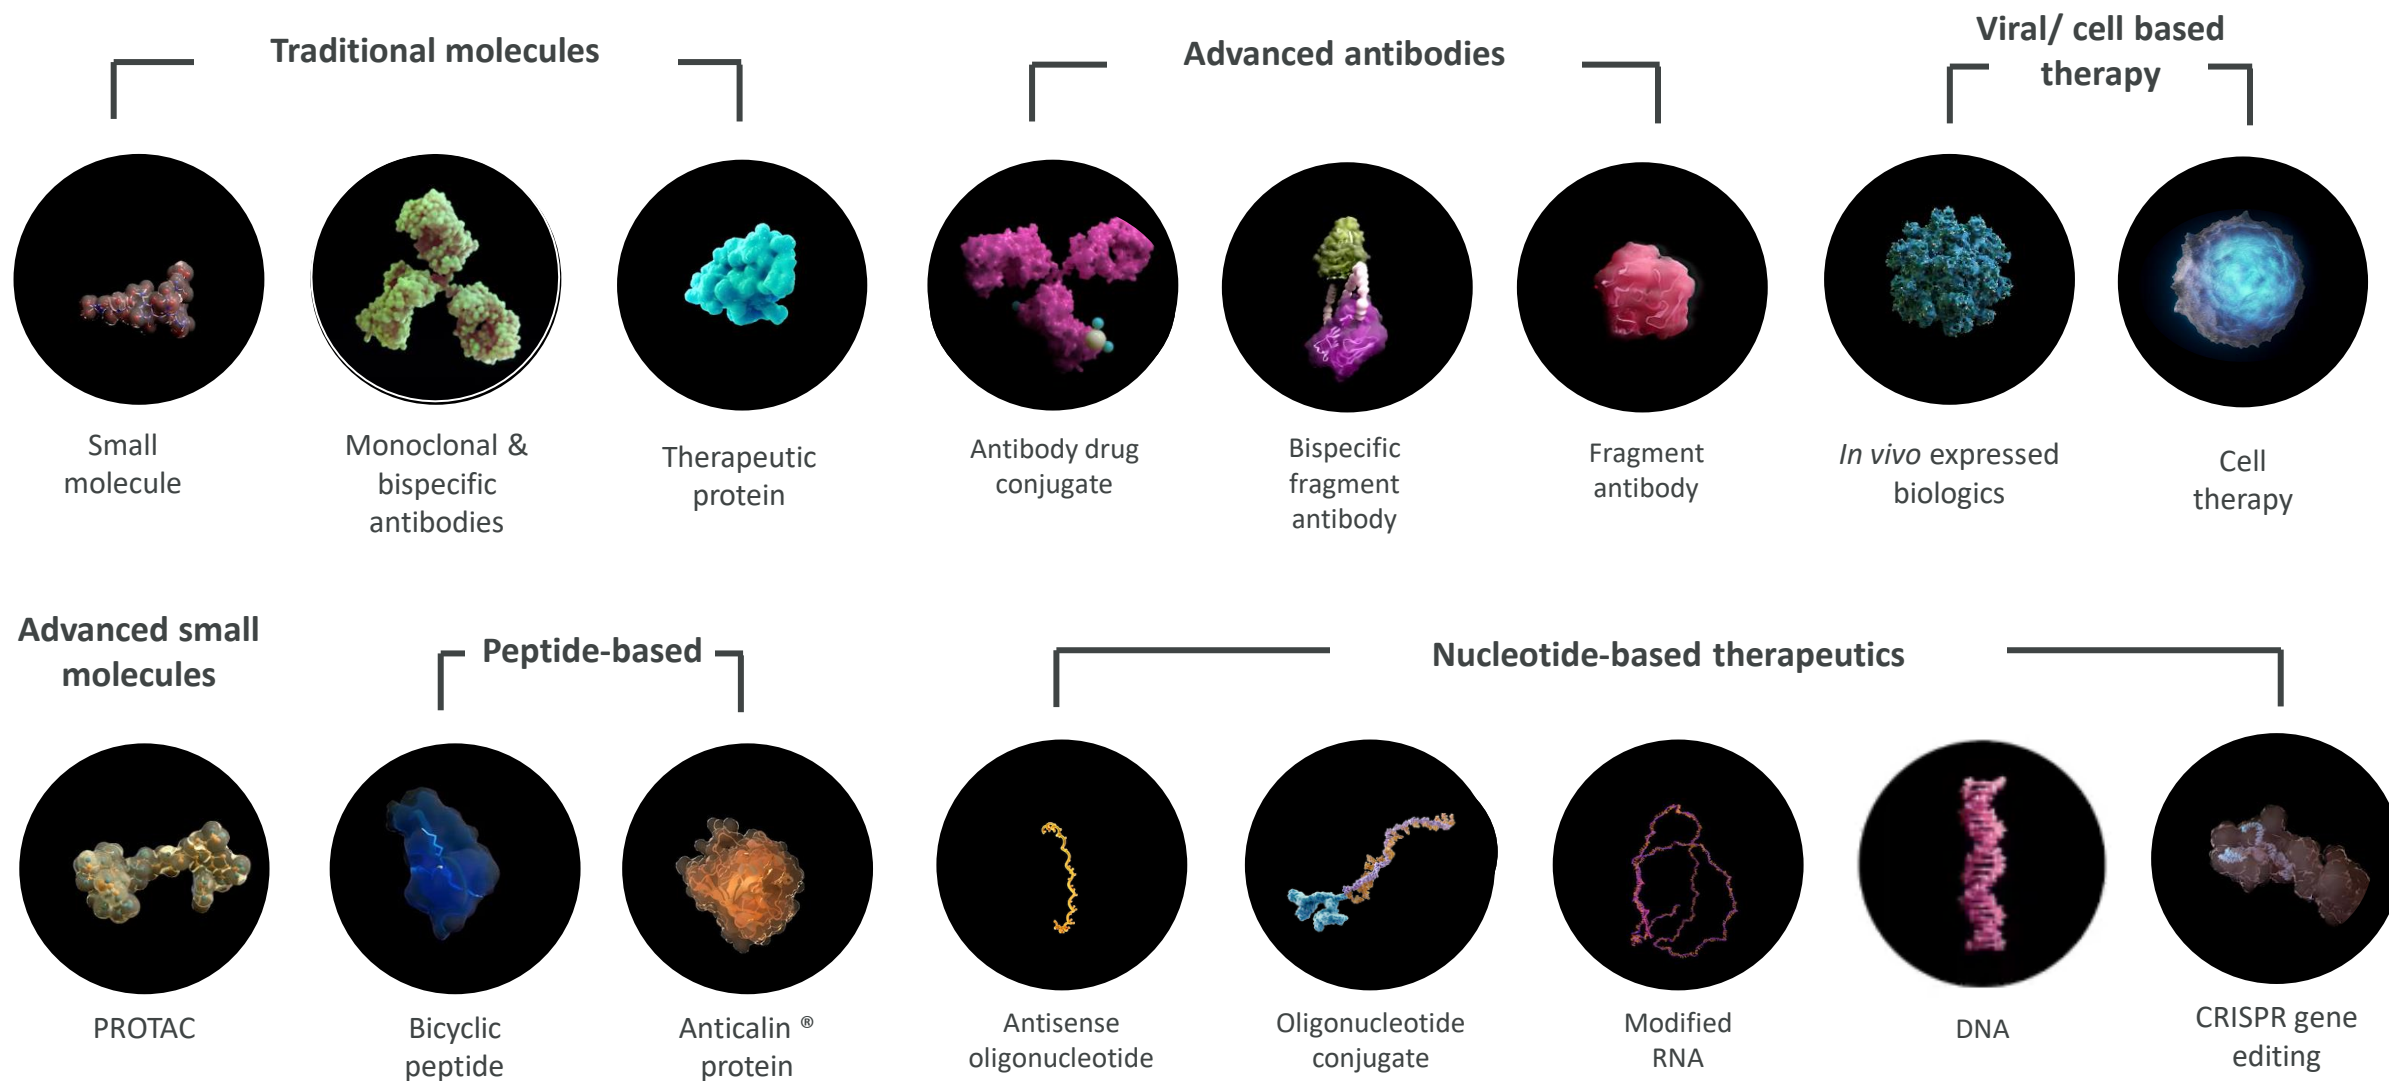 Traditional molecules
Advanced antibodies
Viral/ cell based
therapy
Small
molecule
Monoclonal &
bispecific
antibodies
Therapeutic
protein
Antibody drug
conjugate
Bispecific
fragment
antibody
Fragment
antibody
In vivo expressed
biologics
Cell
therapy
Advanced small
molecules
Peptide-based
Nucleotide-based therapeutics
PROTAC
Bicyclic
peptide
Anticalin ®
protein
Antisense
oligonucleotide
Oligonucleotide
conjugate
Modified
RNA
DNA
CRISPR gene
editing